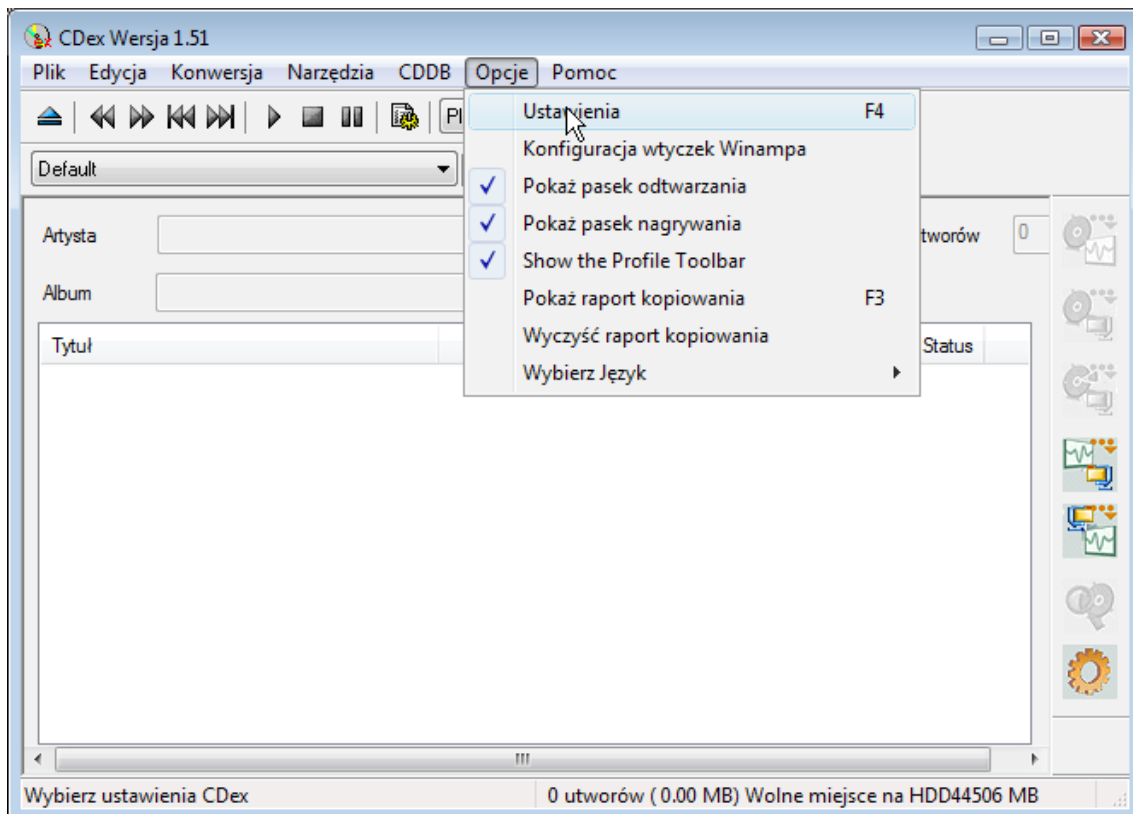 CDex Wersja 1.51
Plik Edycja Konwersja Narzędzia CDDB Opcje Pomoc
Ustawienia F4
Konfiguracja wtyczek Winampa
Default
Pokaż pasek odtwarzania
Pokaż pasek nagrywania
Artysta
tworów 0
Show the Profile Toolbar
Album
Pokaż raport kopiowania F3
Wyczyść raport kopiowania
Tytuł
Status
Wybierz Język
Wybierz ustawienia CDex
0 utworów ( 0.00 MB) Wolne miejsce na HDD44506 MB